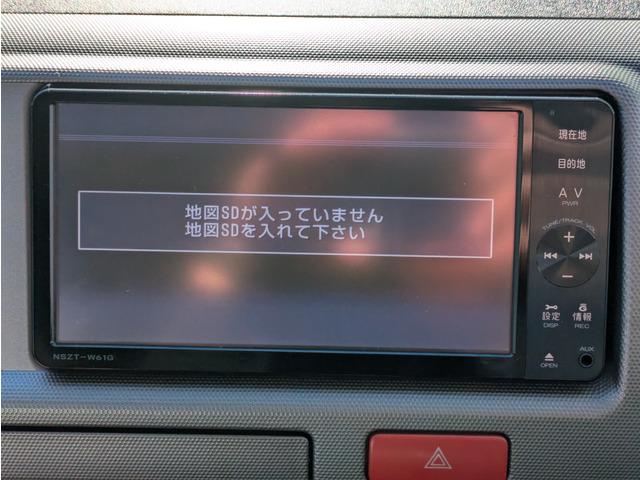 地図SDが入っていません
地図SDを入れて下さい
現在地
目的地
AV
PWR
TUNE/TRACK VOL
設定
DISP
情報
REC
OPEN
AUX
NSZT-W61G